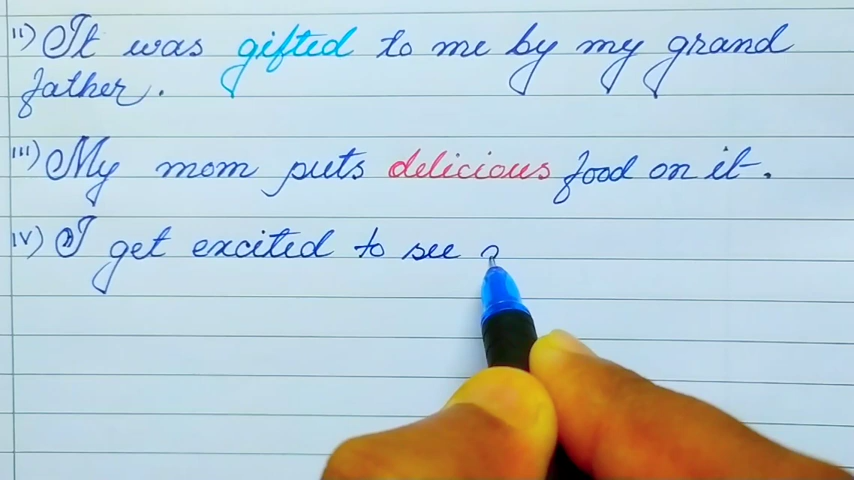 ii) It was gifted to me by my grand
father.
iii) My mom puts delicious food on it.
iv) I get excited to see